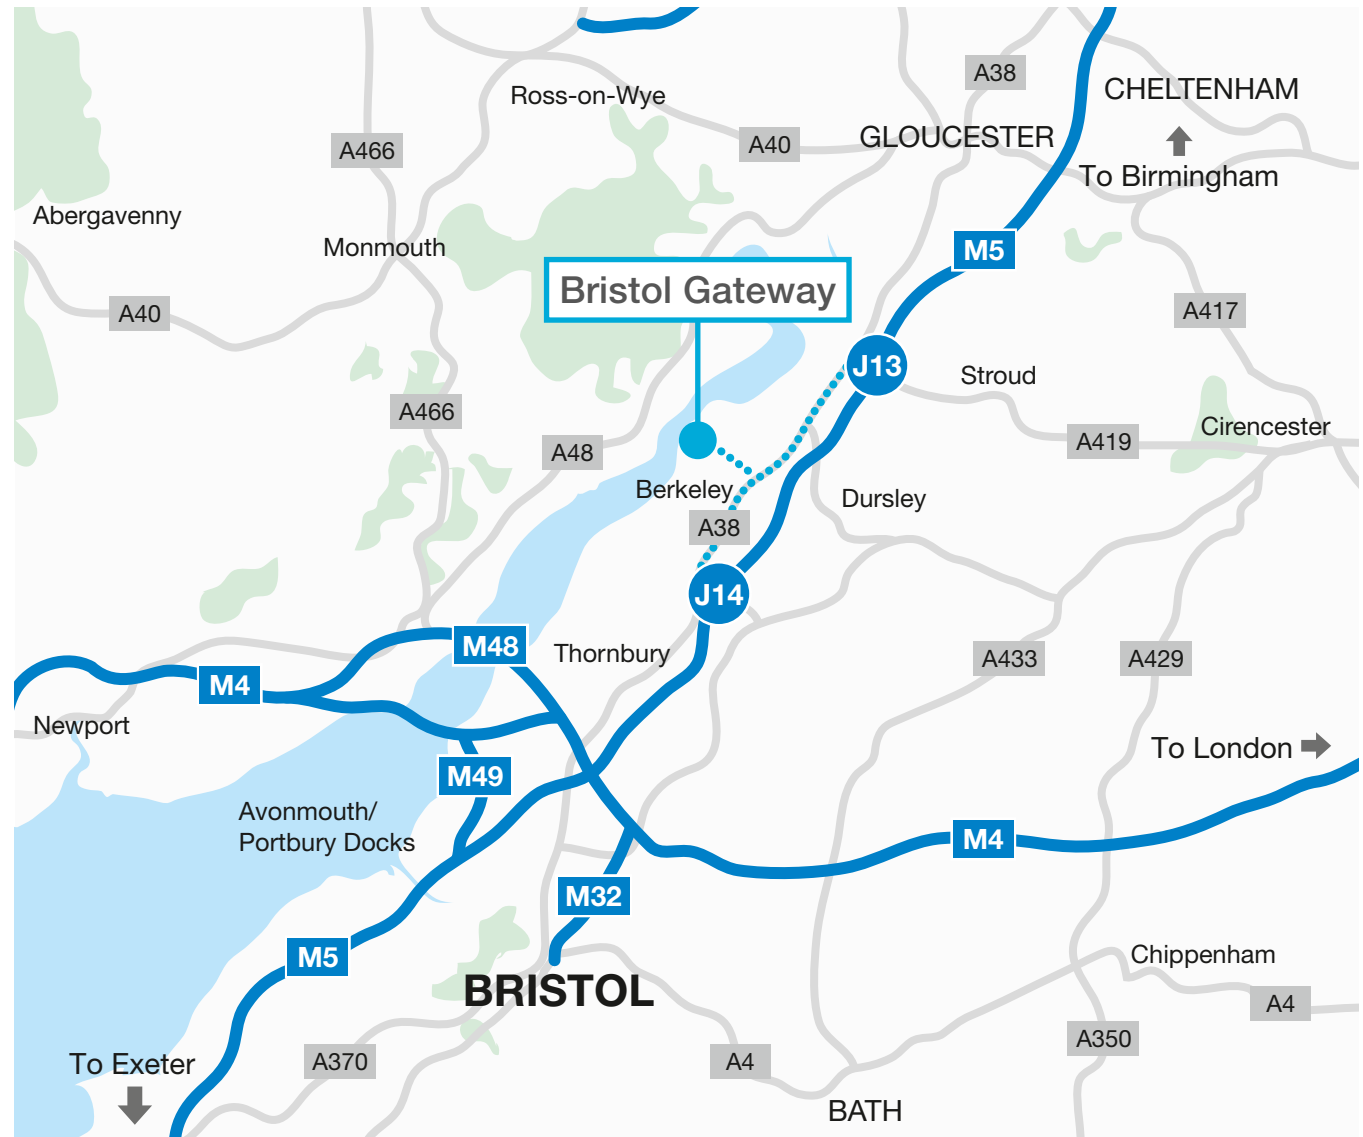 A38
CHELTENHAM
Ross-on-Wye
GLOUCESTER
A466
A40
To Birmingham
Abergavenny
Monmouth
M5
Bristol Gateway
A40
A417
J13
Stroud
A466
Cirencester
A48
A419
Berkeley
Dursley
A38
J14
M48
Thornbury
A433
A429
M4
Newport
To London
M49
Avonmouth/
Portbury Docks
M4
M32
M5
Chippenham
BRISTOL
A4
A350
To Exeter
A370
A4
BATH